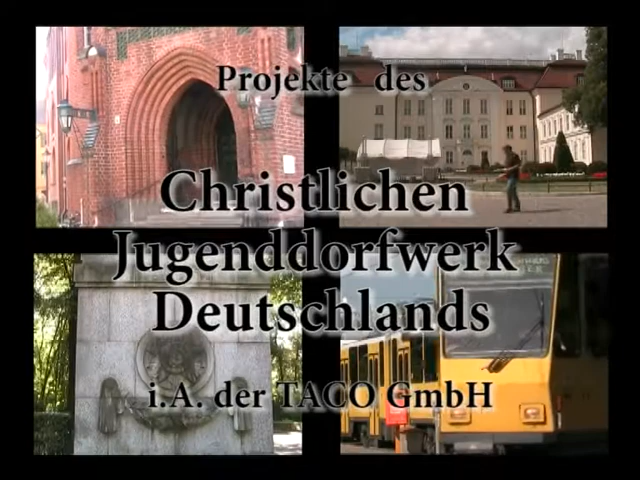 Projekte des
Christlichen
Jugenddorfwerk
Deutschlands
i.A. der TACO GmbH